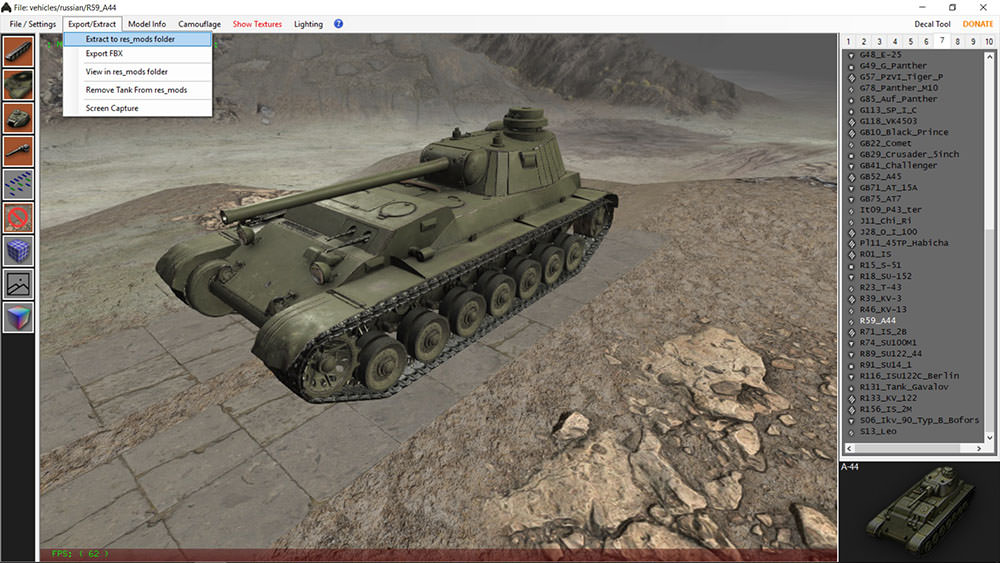 File: vehicles/russian/R59_A44
File / Settings Export/Extract Model Info Camouflage Show Textures Lighting ? Decal Tool DONATE
Extract to res_mods folder
Export FBX
View in res_mods folder
Remove Tank From res_mods
Screen Capture
1 2 3 4 5 6 7 8 9 10
G48_E-25
G49_G_Panther
G57_PzVI_Tiger_P
G78_Panther_M10
G85_Auf_Panther
G113_SP_I_C
G118_VK4503
GB10_Black_Prince
GB22_Comet
GB29_Crusader_5inch
GB41_Challenger
GB52_A45
GB71_AT_15A
GB75_AT7
It09_P43_ter
J11_Chi_Ri
J28_O_I_100
Pl11_45TP_Habicha
R01_IS
R15_S-51
R18_SU-152
R23_T-43
R39_KV-3
R46_KV-13
R59_A44
R71_IS_2B
R74_SU100M1
R89_SU122_44
R91_SU14_1
R116_ISU122C_Berlin
R131_Tank_Gavalov
R133_KV_122
R156_IS_2M
S06_Ikv_90_Typ_B_Bofors
S13_Leo
A-44
FPS: ( 62 )